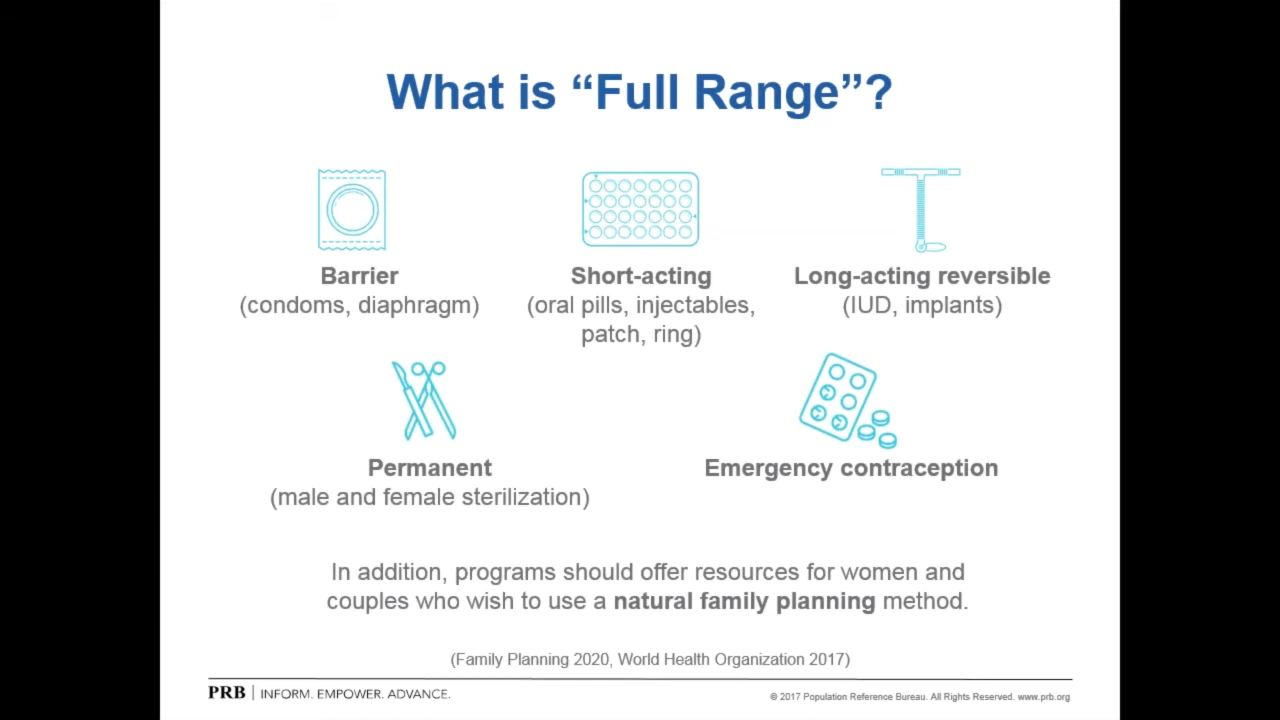 What is “Full Range”?
Barrier
(condoms, diaphragm)
Short-acting
(oral pills, injectables,
patch, ring)
Long-acting reversible
(IUD, implants)
Permanent
(male and female sterilization)
Emergency contraception
In addition, programs should offer resources for women and
couples who wish to use a natural family planning method.
(Family Planning 2020, World Health Organization 2017)
PRB | INFORM. EMPOWER. ADVANCE.
© 2017 Population Reference Bureau. All Rights Reserved. www.prb.org